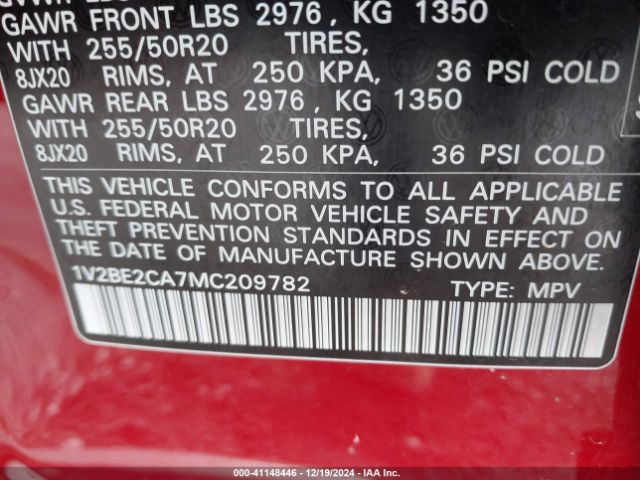 GAWR FRONT LBS 2976, KG 1350
WITH 255/50R20 TIRES,
8JX20 RIMS, AT 250 KPA, 36 PSI COLD
GAWR REAR LBS 2976, KG 1350
WITH 255/50R20 TIRES,
8JX20 RIMS, AT 250 KPA, 36 PSI COLD
THIS VEHICLE CONFORMS TO ALL APPLICABLE
U.S. FEDERAL MOTOR VEHICLE SAFETY AND
THEFT PREVENTION STANDARDS IN EFFECT ON
THE DATE OF MANUFACTURE SHOWN ABOVE.
1V2BE2CA7MC209782 TYPE: MPV
000-41148446 - 12/19/2024 - IAA Inc.